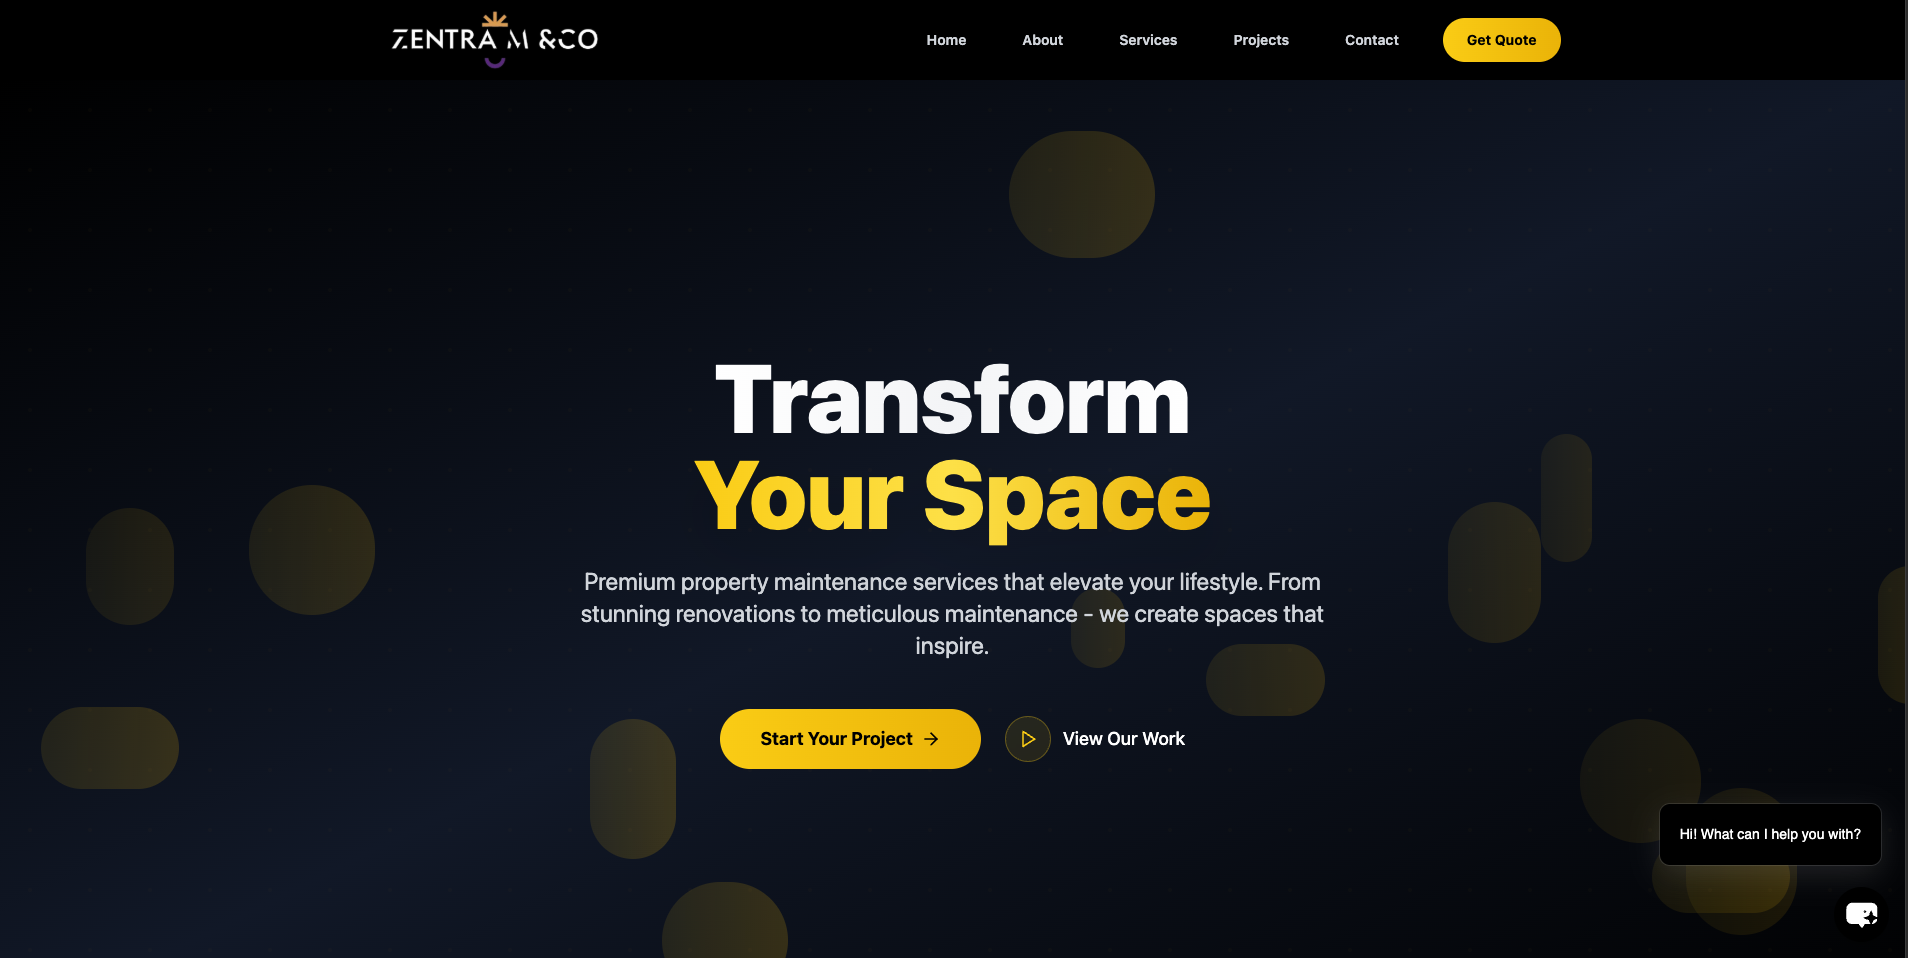 ZENTRA M &CO
Home
About
Services
Projects
Contact
Get Quote
Transform
Your Space
Premium property maintenance services that elevate your lifestyle. From
stunning renovations to meticulous maintenance - we create spaces that
inspire.
Start Your Project
View Our Work
Hi! What can I help you with?